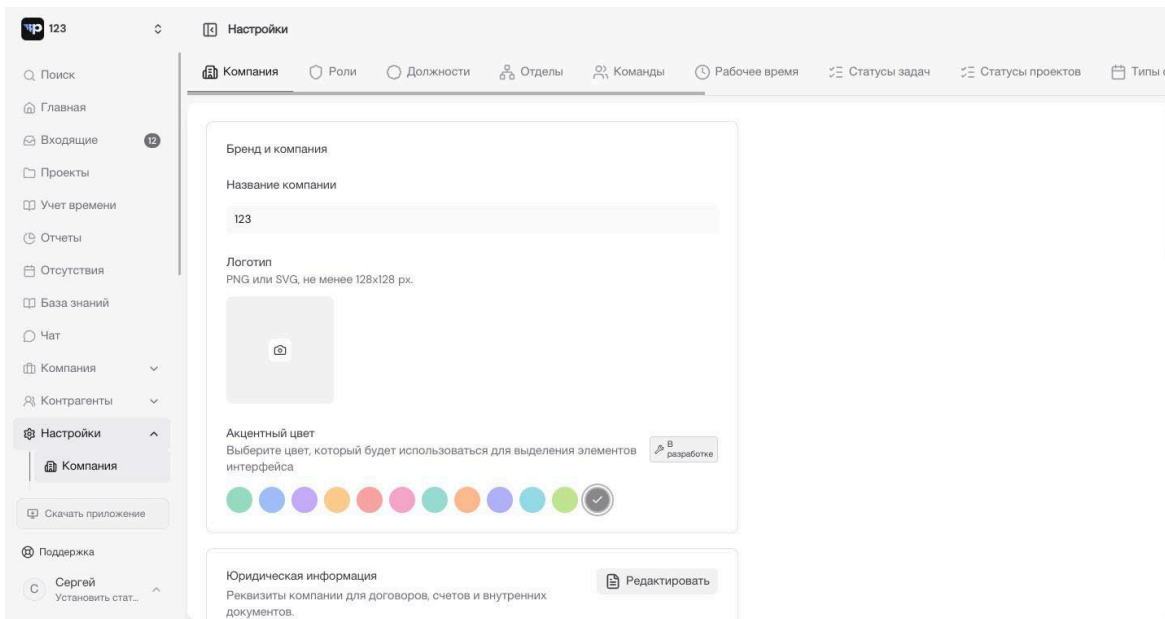 123
Поиск
Главная
Входящие 12
Проекты
Учет времени
Отчеты
Отсутствия
База знаний
Чат
Компания
Контрагенты
Настройки
Компания
Скачать приложение
Поддержка
С
Сергей
Установить стат...
Настройки
Компания Роли Должности Отделы Команды Рабочее время Статусы задач Статусы проектов Типы
Бренд и компания
Название компании
123
Логотип
PNG или SVG, не менее 128x128 px.
Акцентный цвет
Выберите цвет, который будет использоваться для выделения элементов
интерфейса
В
разработке
Юридическая информация
Реквизиты компании для договоров, счетов и внутренних
документов.
Редактировать